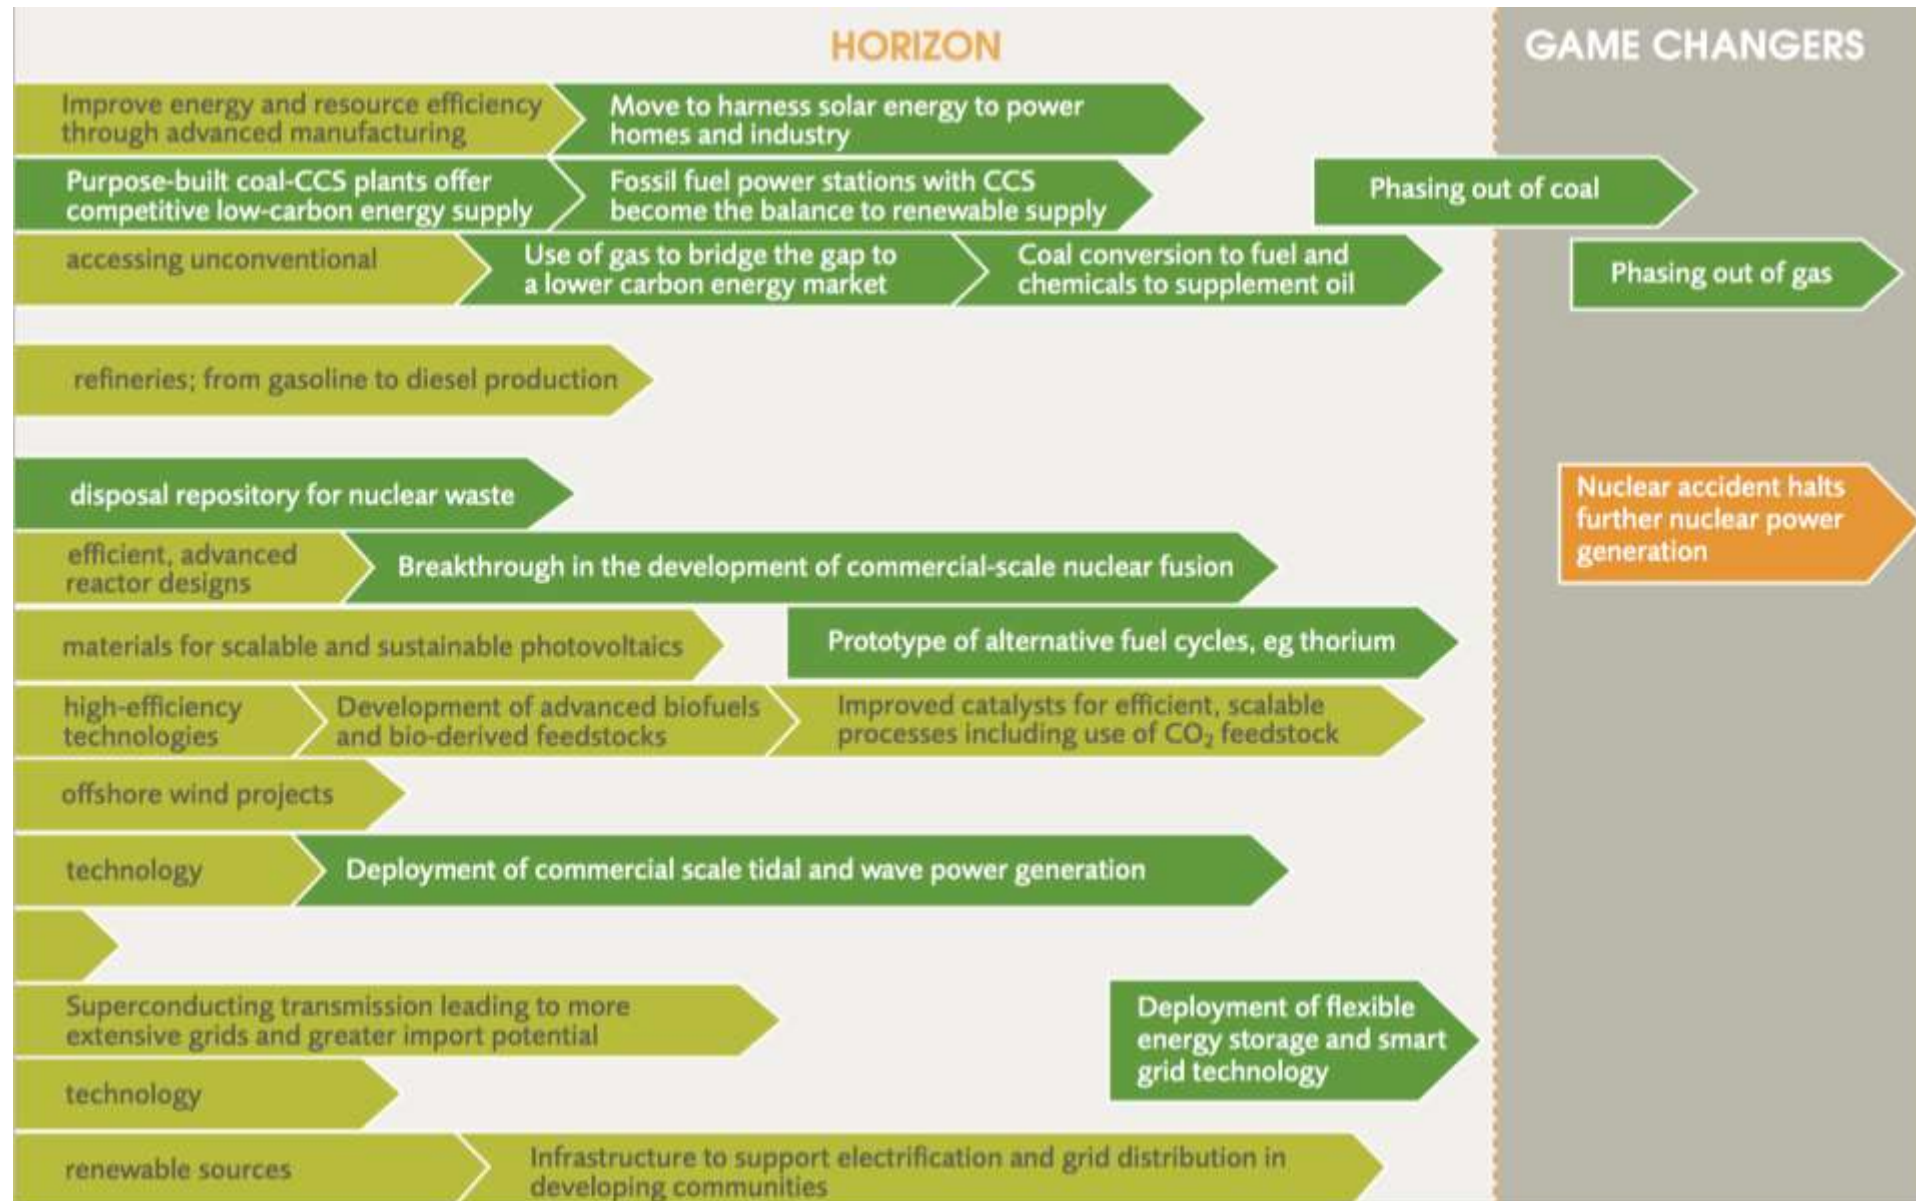 HORIZON
GAME CHANGERS
Improve energy and resource efficiency
through advanced manufacturing
Move to harness solar energy to power
homes and industry
Purpose-built coal-CCS plants offer
competitive low-carbon energy supply
Fossil fuel power stations with CCS
become the balance to renewable supply
Phasing out of coal
accessing unconventional
Use of gas to bridge the gap to
a lower carbon energy market
Coal conversion to fuel and
chemicals to supplement oil
Phasing out of gas
refineries; from gasoline to diesel production
disposal repository for nuclear waste
Nuclear accident halts
further nuclear power
generation
efficient, advanced
reactor designs
Breakthrough in the development of commercial-scale nuclear fusion
materials for scalable and sustainable photovoltaics
Prototype of alternative fuel cycles, eg thorium
high-efficiency
technologies
Development of advanced biofuels
and bio-derived feedstocks
Improved catalysts for efficient, scalable
processes including use of CO₂ feedstock
offshore wind projects
technology
Deployment of commercial scale tidal and wave power generation
Superconducting transmission leading to more
extensive grids and greater import potential
Deployment of flexible
energy storage and smart
grid technology
technology
renewable sources
Infrastructure to support electrification and grid distribution in
developing communities